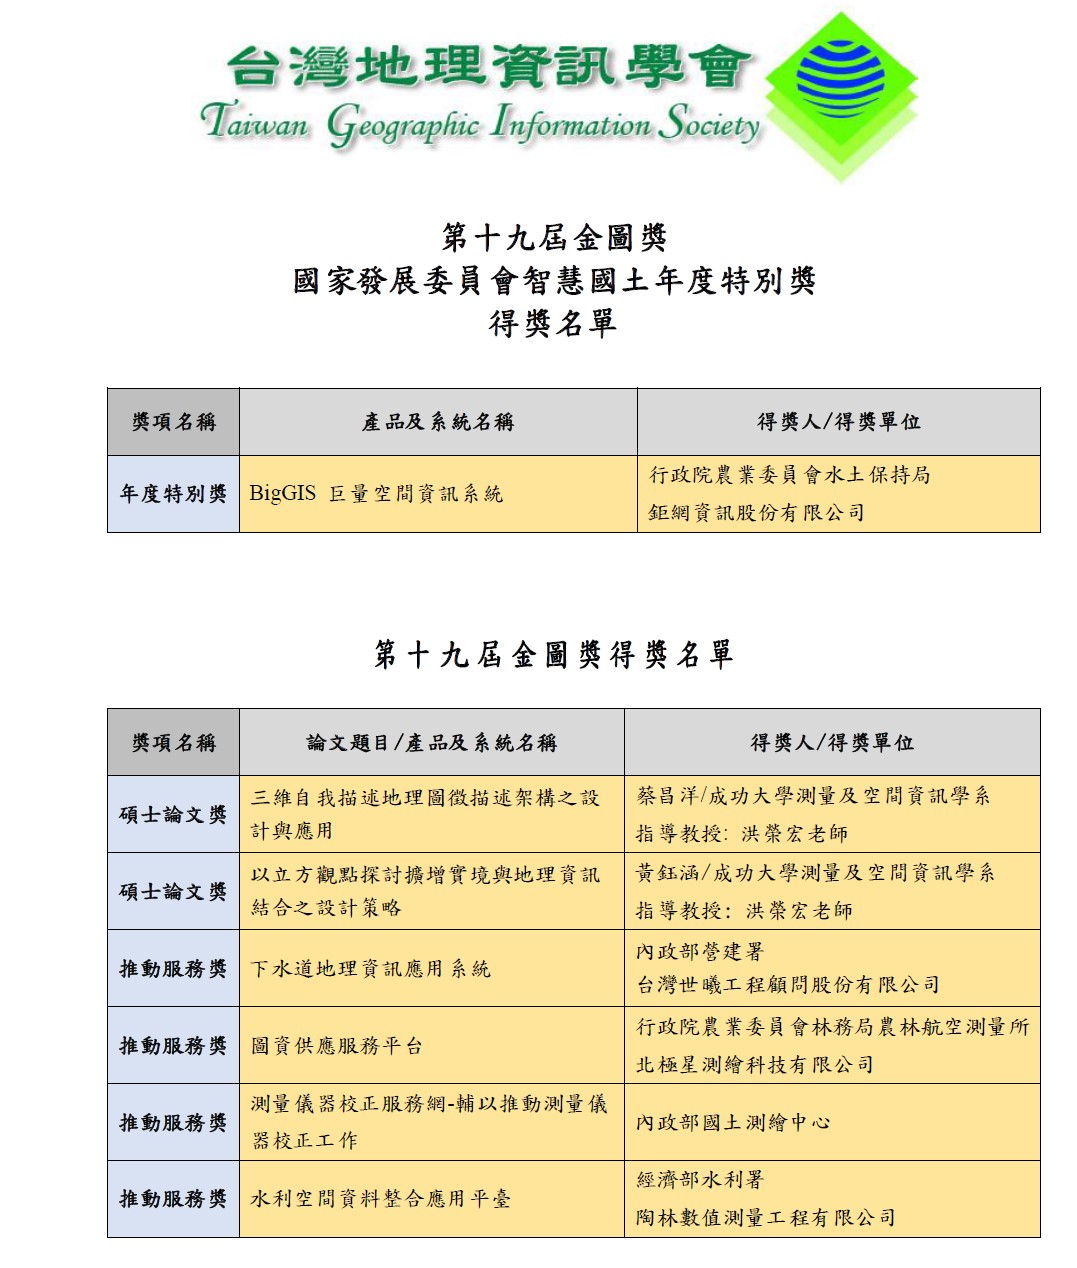 台灣地理資訊學會
Taiwan Geographic Information Society
第十九屆金圖獎
國家發展委員會智慧國土年度特別獎
得獎名單
獎項名稱
產品及系統名稱
得獎人/得獎單位
年度特別獎
BigGIS 巨量空間資訊系統
行政院農業委員會水土保持局
鉅網資訊股份有限公司
第十九屆金圖獎得獎名單
獎項名稱
論文題目/產品及系統名稱
得獎人/得獎單位
碩士論文獎
三維自我描述地理圖徵描述架構之設
計與應用
蔡昌洋/成功大學測量及空間資訊學系
指導教授: 洪榮宏老師
碩士論文獎
以立方觀點探討擴增實境與地理資訊
結合之設計策略
黃鈺涵/成功大學測量及空間資訊學系
指導教授: 洪榮宏老師
推動服務獎
下水道地理資訊應用系統
內政部營建署
台灣世曦工程顧問股份有限公司
推動服務獎
圖資供應服務平台
行政院農業委員會林務局農林航空測量所
北極星測繪科技有限公司
推動服務獎
測量儀器校正服務網-輔以推動測量儀
器校正工作
內政部國土測繪中心
推動服務獎
水利空間資料整合應用平臺
經濟部水利署
陶林數值測量工程有限公司